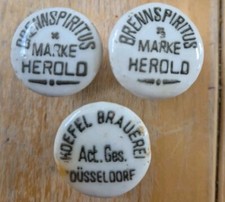 BRENNSPIRITUS
MARKE
HEROLD
BRENNSPIRITUS
MARKE
HEROLD
HOEFEL BRAUEREI
Act. Ges.
DÜSSELDORF